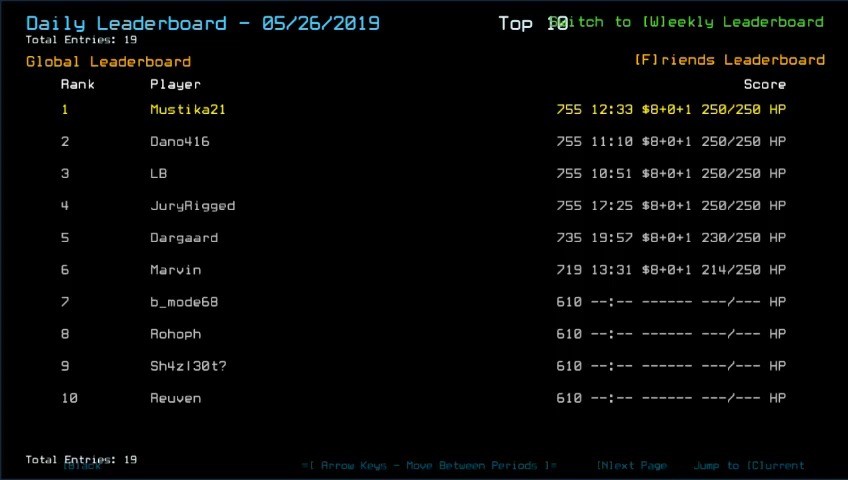 Daily Leaderboard - 05/26/2019 Top 10 Switch to [W]eekly Leaderboard
Total Entries: 19
Global Leaderboard [F]riends Leaderboard
Rank Player Score
1 Mustika21 755 12:33 $8+0+1 250/250 HP
2 Dano416 755 11:10 $8+0+1 250/250 HP
3 LB 755 10:51 $8+0+1 250/250 HP
4 JuryRigged 755 17:25 $8+0+1 250/250 HP
5 Dargaard 735 19:57 $8+0+1 230/250 HP
6 Marvin 719 13:31 $8+0+1 214/250 HP
7 b_mode68 610 --:-- ------ ---/--- HP
8 Rohoph 610 --:-- ------ ---/--- HP
9 Sh4zl30t? 610 --:-- ------ ---/--- HP
10 Reuven 610 --:-- ------ ---/--- HP
Total Entries: 19
[B]ack =[ Arrow Keys - Move Between Periods ]= [N]ext Page Jump to [C]urrent